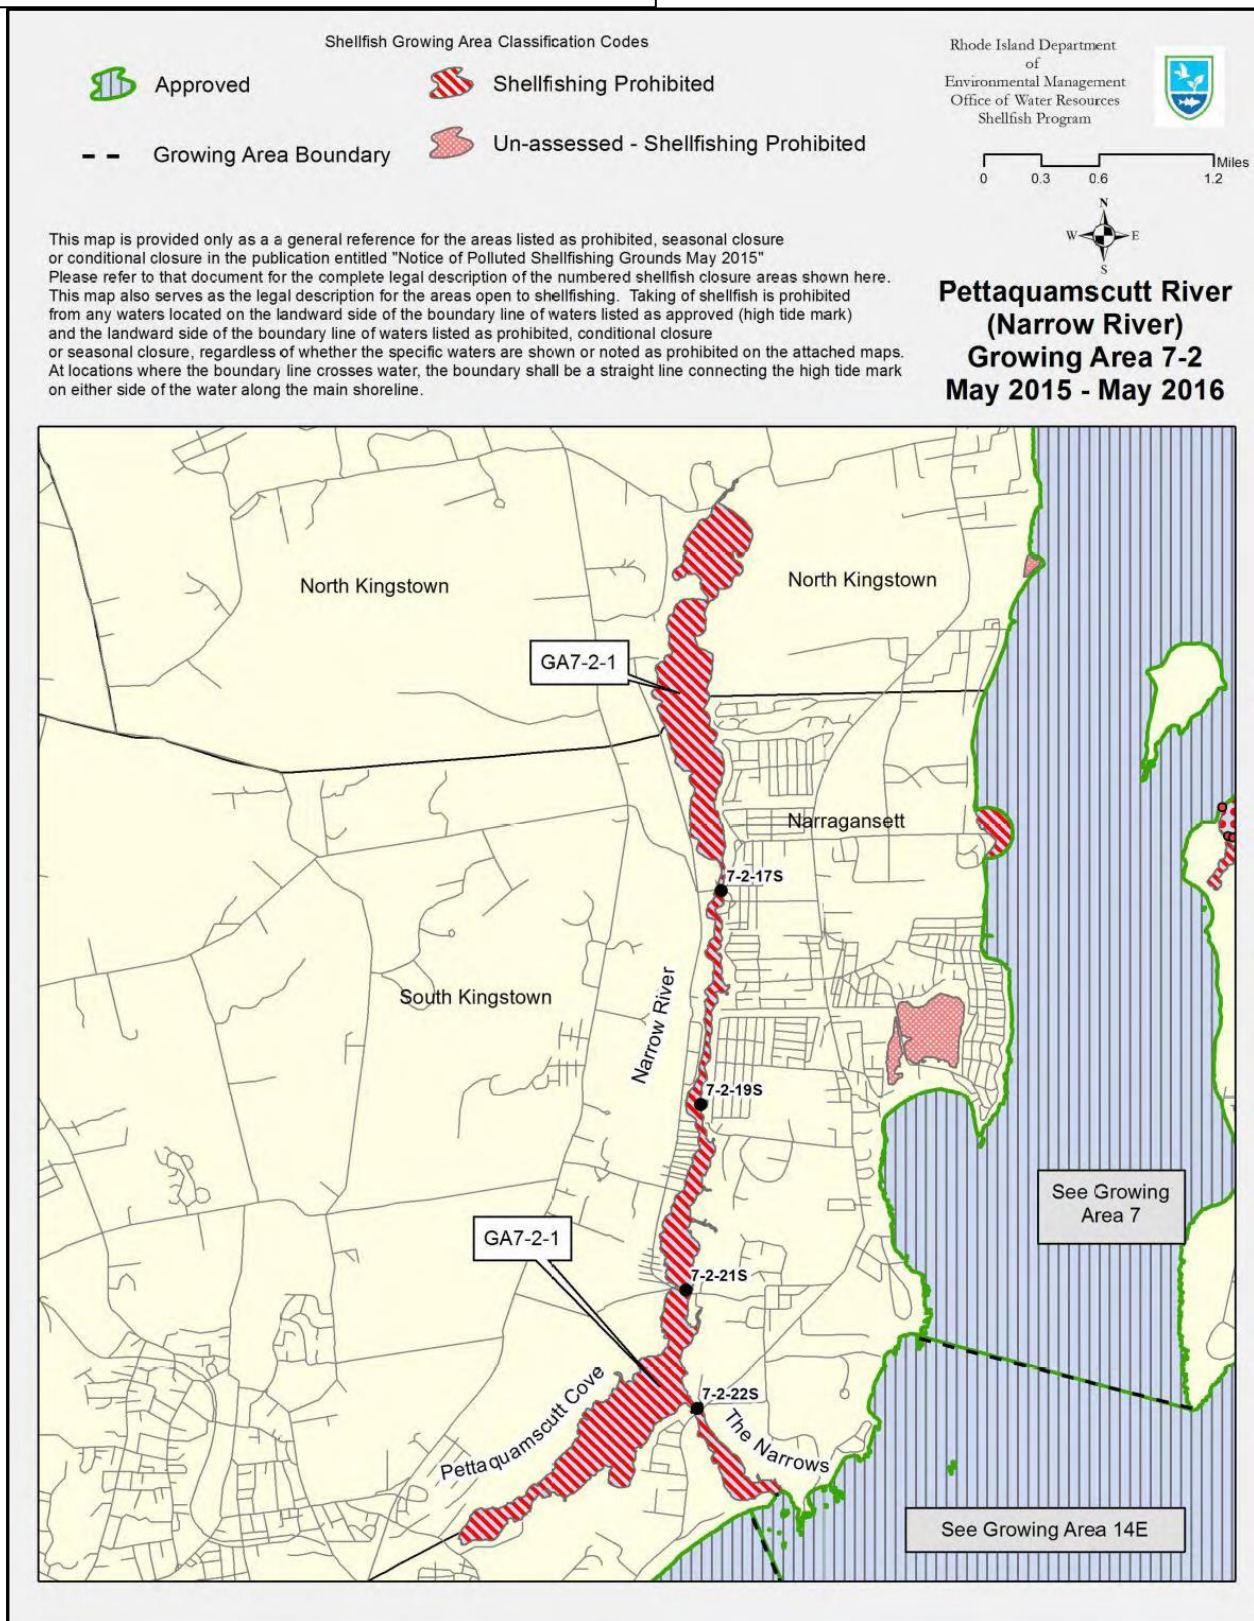 Shellfish Growing Area Classification Codes
Approved
Shellfishing Prohibited
Growing Area Boundary
Un-assessed - Shellfishing Prohibited
Rhode Island Department
of
Environmental Management
Office of Water Resources
Shellfish Program
Miles
0 0.3 0.6 1.2
N
W E
S
This map is provided only as a a general reference for the areas listed as prohibited, seasonal closure
or conditional closure in the publication entitled "Notice of Polluted Shellfishing Grounds May 2015"
Please refer to that document for the complete legal description of the numbered shellfish closure areas shown here.
This map also serves as the legal description for the areas open to shellfishing. Taking of shellfish is prohibited
from any waters located on the landward side of the boundary line of waters listed as approved (high tide mark)
and the landward side of the boundary line of waters listed as prohibited, conditional closure
or seasonal closure, regardless of whether the specific waters are shown or noted as prohibited on the attached maps.
At locations where the boundary line crosses water, the boundary shall be a straight line connecting the high tide mark
on either side of the water along the main shoreline.
Pettaquamscutt River
(Narrow River)
Growing Area 7-2
May 2015 - May 2016
North Kingstown
North Kingstown
GA7-2-1
Narragansett
7-2-17S
South Kingstown
Narrow River
7-2-19S
See Growing
Area 7
GA7-2-1
7-2-21S
7-2-22S
Pettaquamscutt Cove
The Narrows
See Growing Area 14E